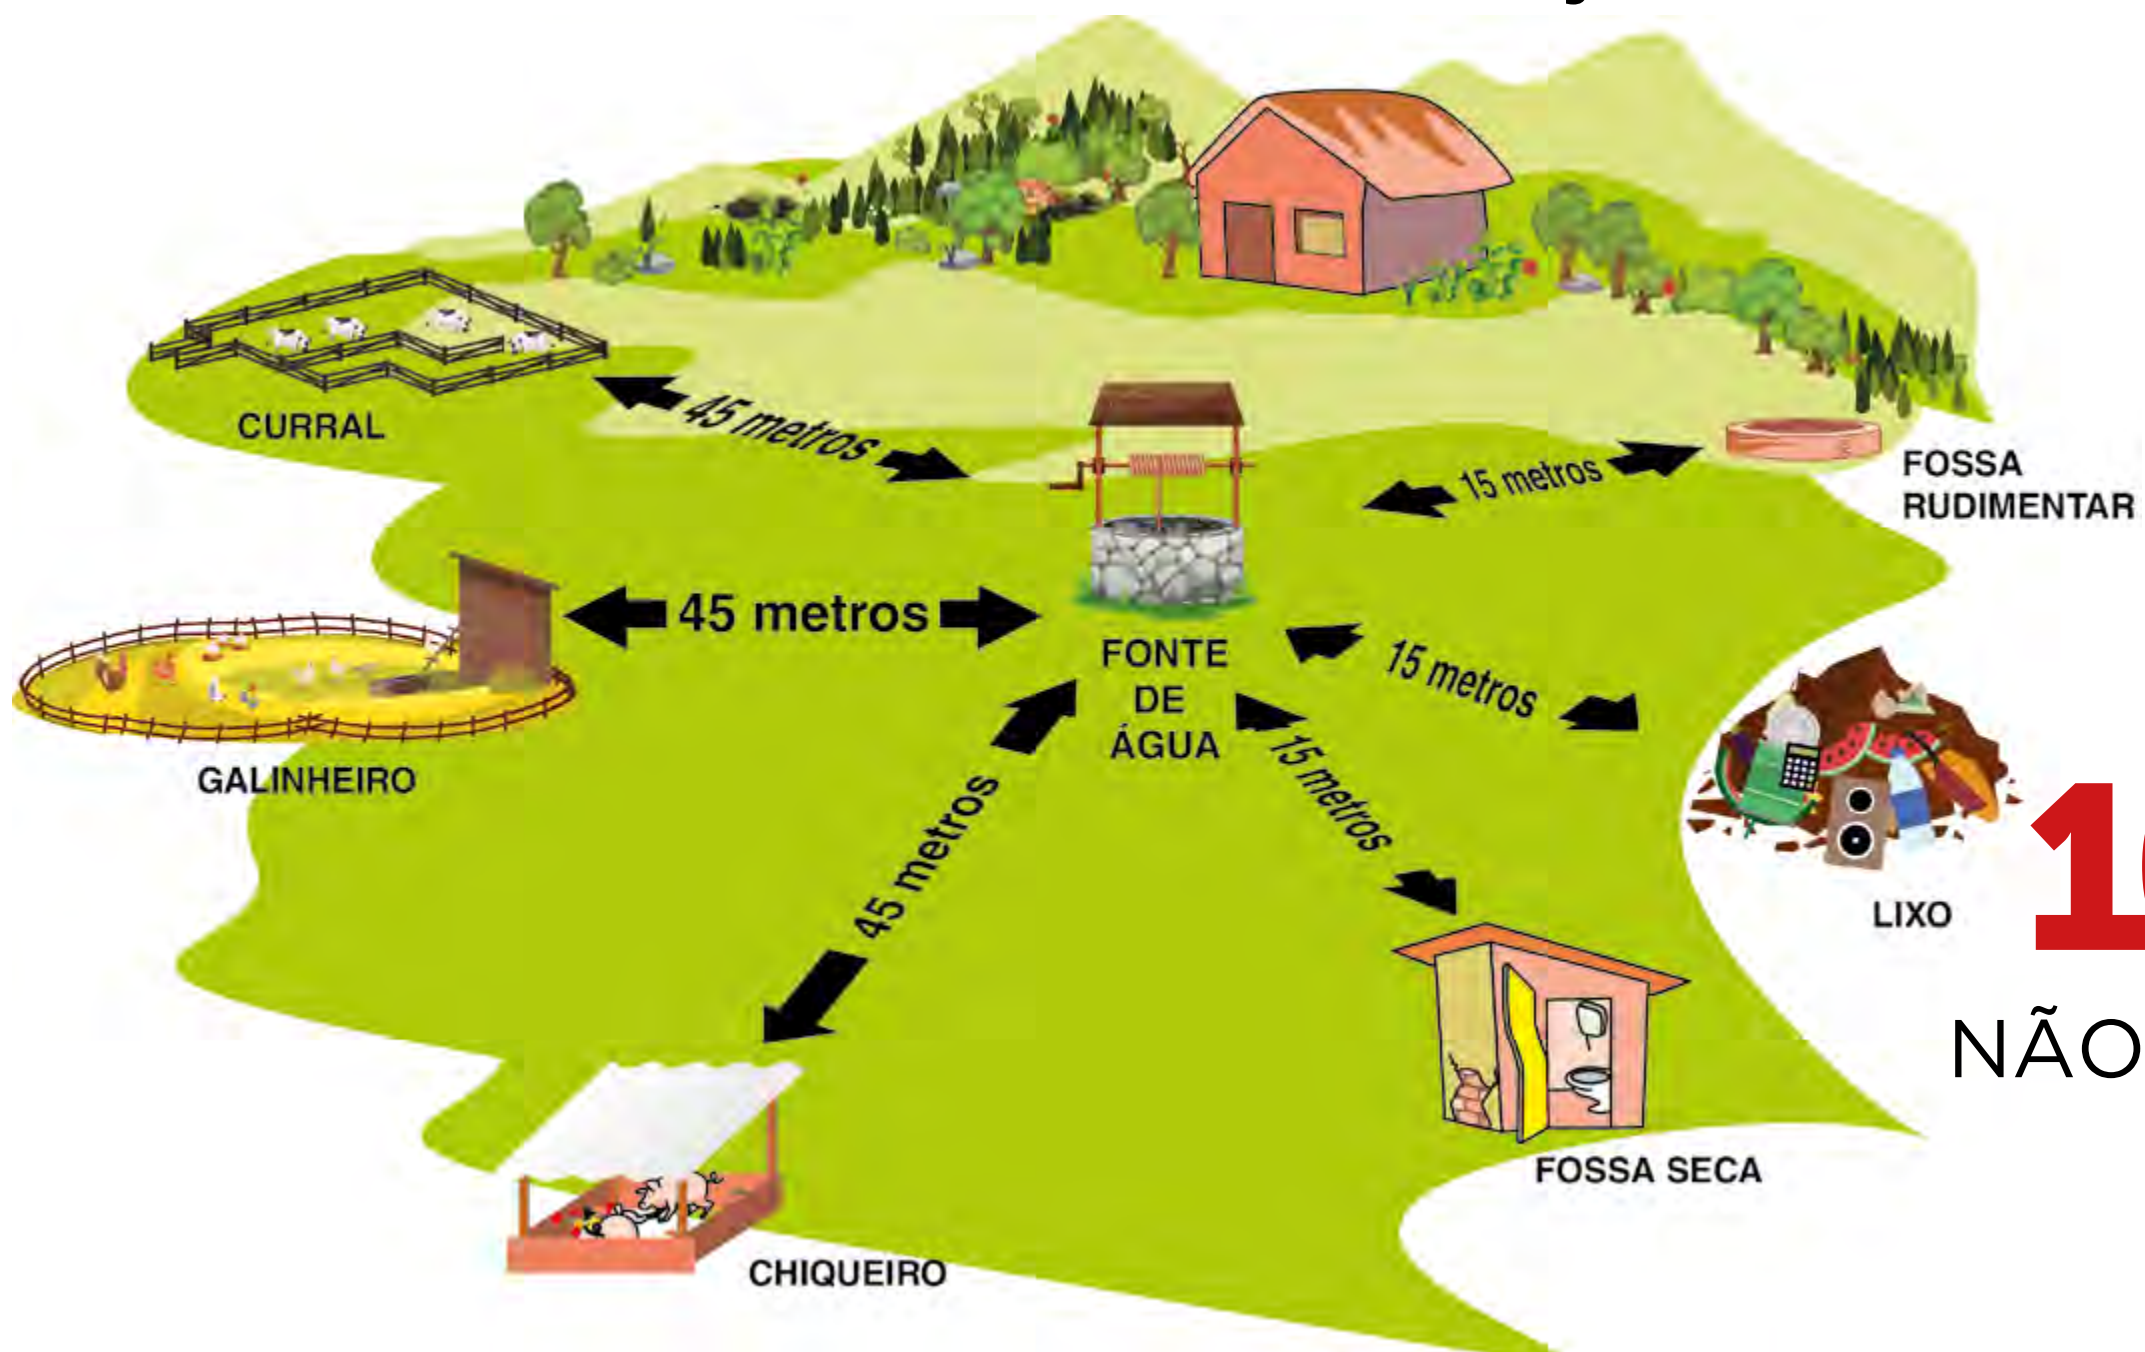 CURRAL
45 metros
15 metros
FOSSA
RUDIMENTAR
45 metros
FONTE
DE
ÁGUA
15 metros
GALINHEIRO
45 metros
15 metros
LIXO
NÃO
FOSSA SECA
CHIQUEIRO